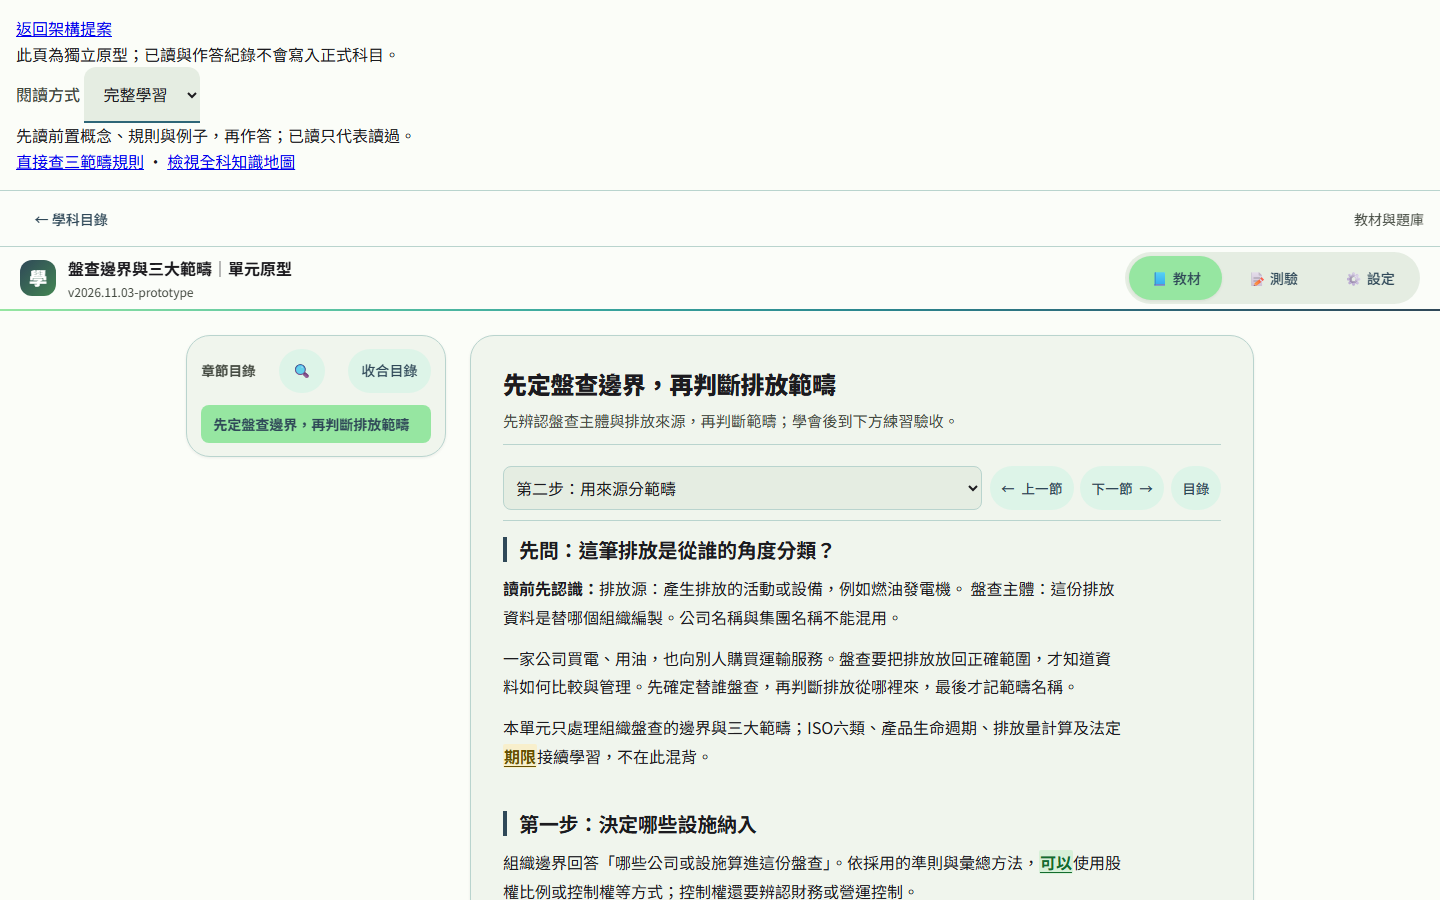 返回架構提案
此頁為獨立原型；已讀與作答紀錄不會寫入正式科目。
閱讀方式 完整學習
先讀前置概念、規則與例子，再作答；已讀只代表讀過。
直接查三範疇規則 · 檢視全科知識地圖
← 學科目錄 教材與題庫
學 盤查邊界與三大範疇｜單元原型
v2026.11.03-prototype
📘 教材 📝 測驗 ⚙️ 設定
章節目錄 🔍 收合目錄
先定盤查邊界，再判斷排放範疇
先定盤查邊界，再判斷排放範疇
先辨認盤查主體與排放來源，再判斷範疇；學會後到下方練習驗收。
第二步：用來源分範疇 ← 上一節 下一節 → 目錄
先問：這筆排放是從誰的角度分類？
讀前先認識：排放源：產生排放的活動或設備，例如燃油發電機。 盤查主體：這份排放
資料是替哪個組織編製。公司名稱與集團名稱不能混用。
一家公司買電、用油，也向別人購買運輸服務。盤查要把排放放回正確範圍，才知道資
料如何比較與管理。先確定替誰盤查，再判斷排放從哪裡來，最後才記範疇名稱。
本單元只處理組織盤查的邊界與三大範疇；ISO六類、產品生命週期、排放量計算及法定
期限接續學習，不在此混背。
第一步：決定哪些設施納入
組織邊界回答「哪些公司或設施算進這份盤查」。依採用的準則與彙總方法，可以使用股
權比例或控制權等方式；控制權還要辨認財務或營運控制。